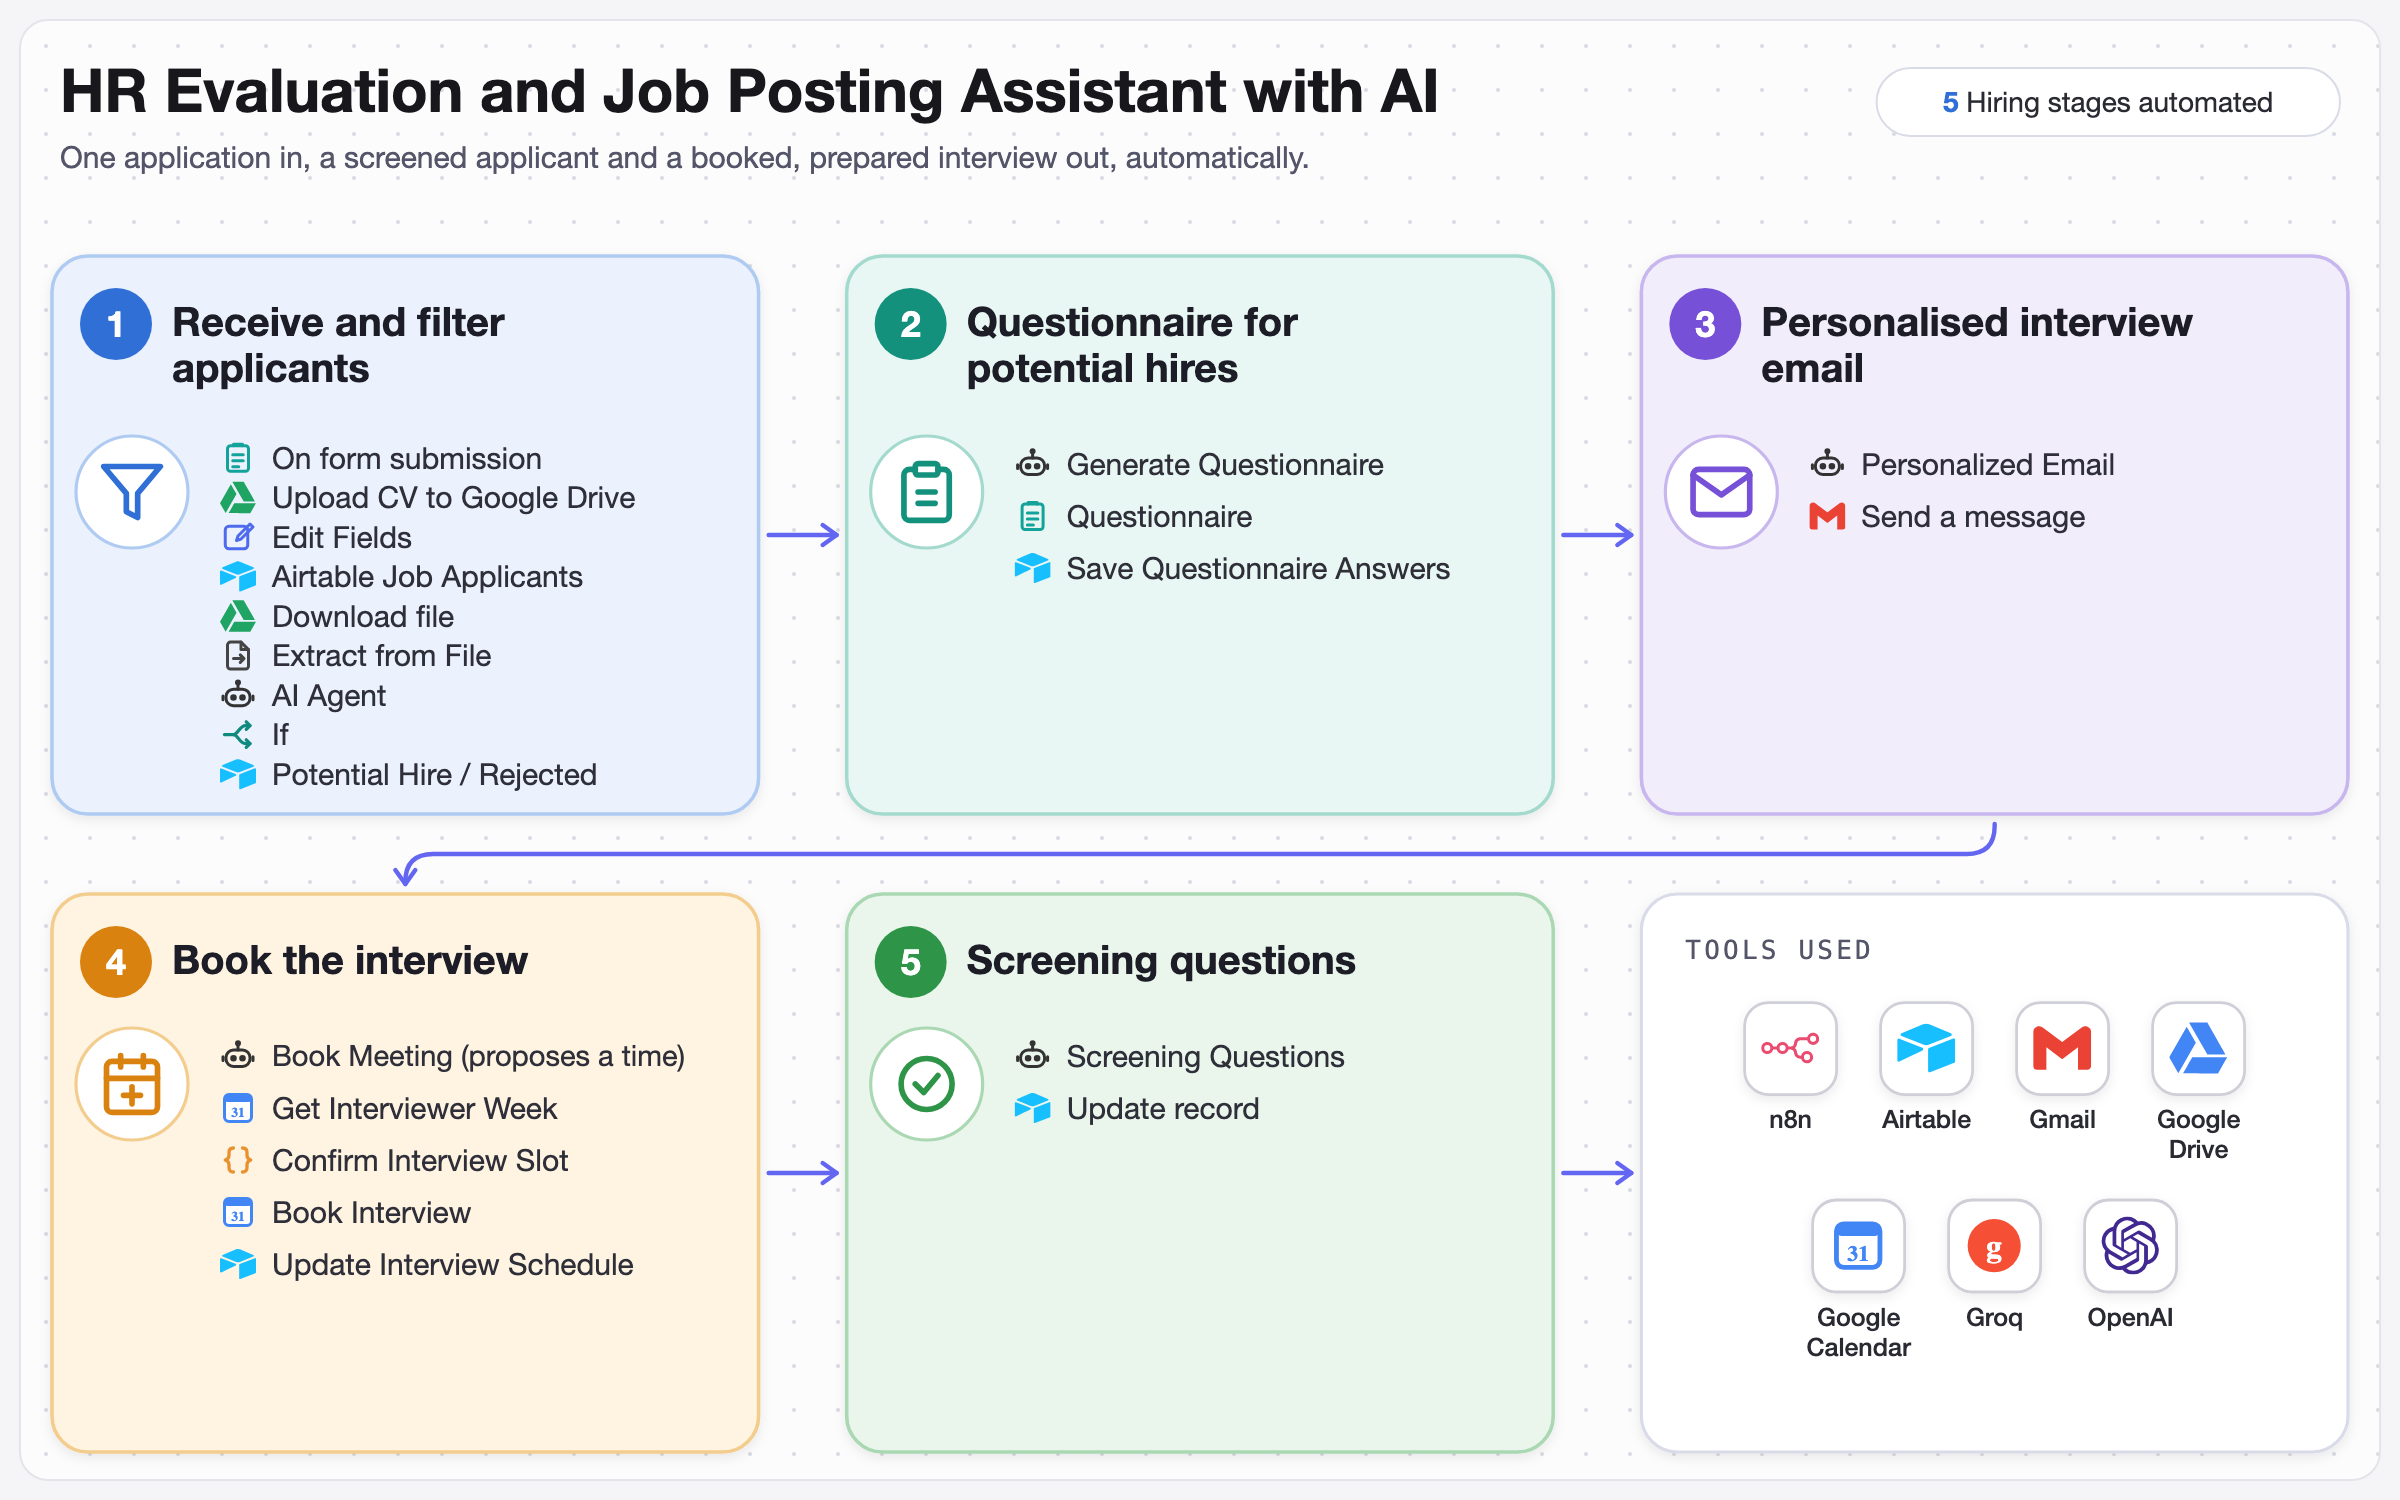 HR Evaluation and Job Posting Assistant with AI
5 Hiring stages automated
One application in, a screened applicant and a booked, prepared interview out, automatically.
1
Receive and filter
applicants
On form submission
Upload CV to Google Drive
Edit Fields
Airtable Job Applicants
Download file
Extract from File
AI Agent
If
Potential Hire / Rejected
2
Questionnaire for
potential hires
Generate Questionnaire
Questionnaire
Save Questionnaire Answers
3
Personalised interview
email
Personalized Email
Send a message
4
Book the interview
Book Meeting (proposes a time)
31
Get Interviewer Week
Confirm Interview Slot
31
Book Interview
Update Interview Schedule
5
Screening questions
Screening Questions
Update record
TOOLS USED
n8n
Airtable
Gmail
Google
Drive
31
Google
Calendar
g
Groq
OpenAI